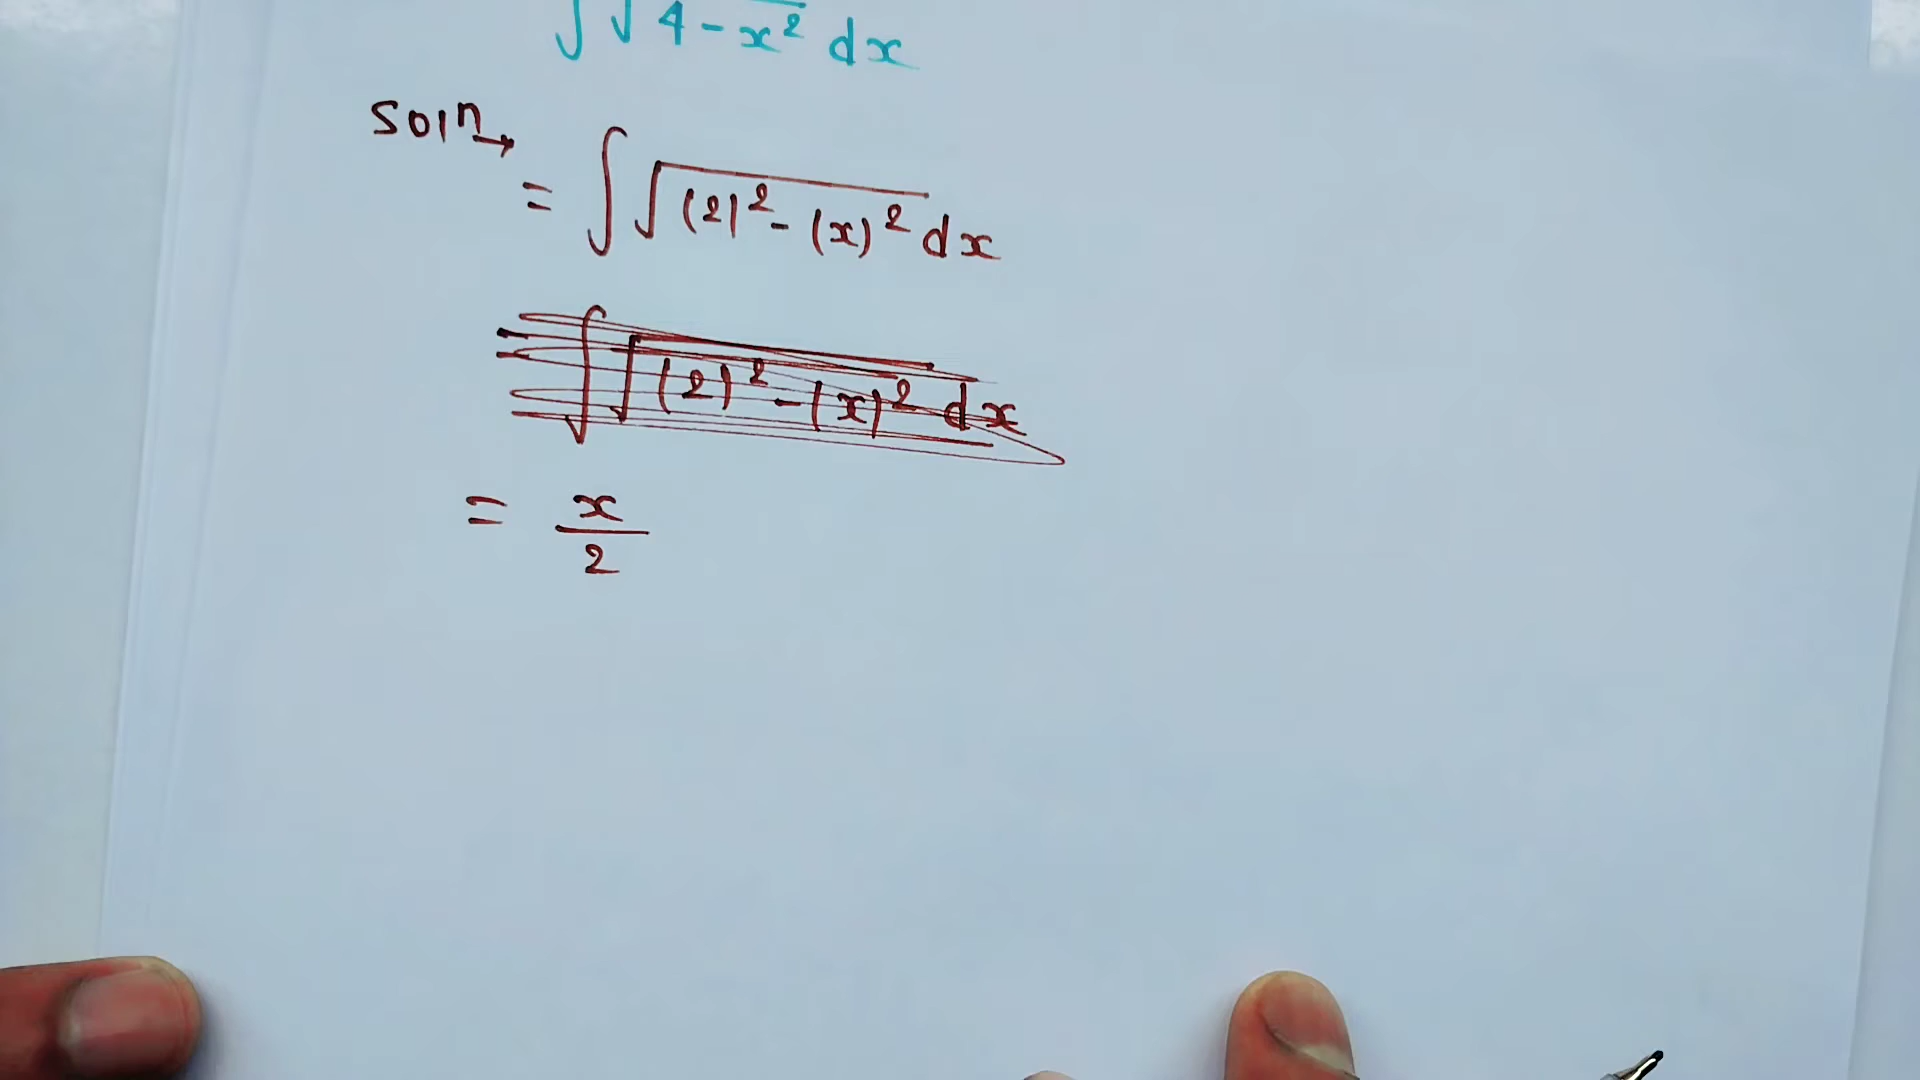 ∫√4-x² dx
Solⁿ→
= ∫√(2)²-(x)² dx
= ∫√(2)²-(x)² dx
= x/2